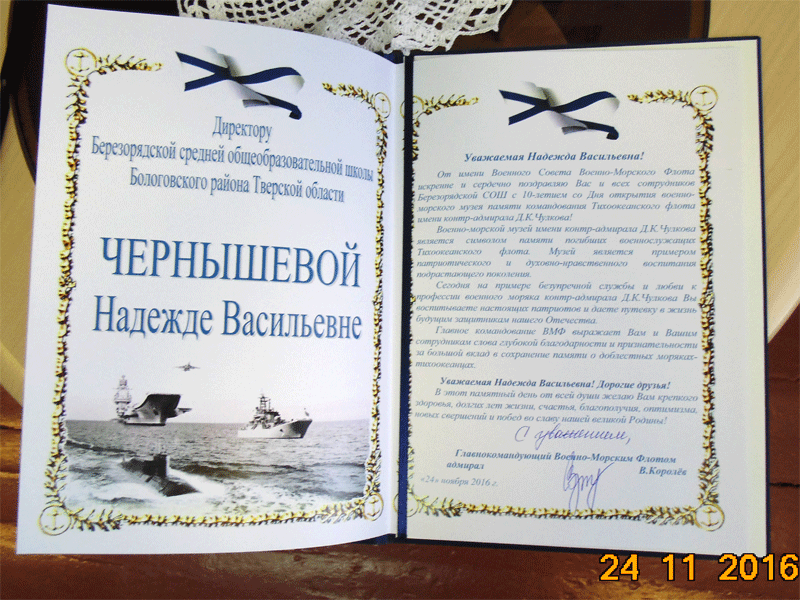 Директору
Березорядской средней общеобразовательной школы
Бологовского района Тверской области
ЧЕРНЫШЕВОЙ
Надежде Васильевне
Уважаемая Надежда Васильевна!
От имени Военного Совета Военно-Морского Флота
искренне и сердечно поздравляю Вас и всех сотрудников
Березорядской СОШ с 10-летием со Дня открытия военно-
морского музея памяти командования Тихоокеанского флота
имени контр-адмирала Д.К.Чулкова!
Военно-морской музей имени контр-адмирала Д.К.Чулкова
является символом памяти погибших военнослужащих
Тихоокеанского флота. Музей является примером
патриотического и духовно-нравственного воспитания
подрастающего поколения.
Сегодня на примере безупречной службы и любви к
профессии военного моряка контр-адмирала Д.К.Чулкова Вы
воспитываете настоящих патриотов и даете путевку в жизнь
будущим защитникам нашего Отечества.
Главное командование ВМФ выражает Вам и Вашим
сотрудникам слова глубокой благодарности и признательности
за большой вклад в сохранение памяти о доблестных моряках-
тихоокеанцах.
Уважаемая Надежда Васильевна! Дорогие друзья!
В этот памятный день от всей души желаю Вам крепкого
здоровья, долгих лет жизни, счастья, благополучия, оптимизма,
новых свершений и побед во славу нашей великой Родины!
С уважением,
Главнокомандующий Военно-Морским Флотом
адмирал В.Королёв
«24» ноября 2016 г.
24 11 2016